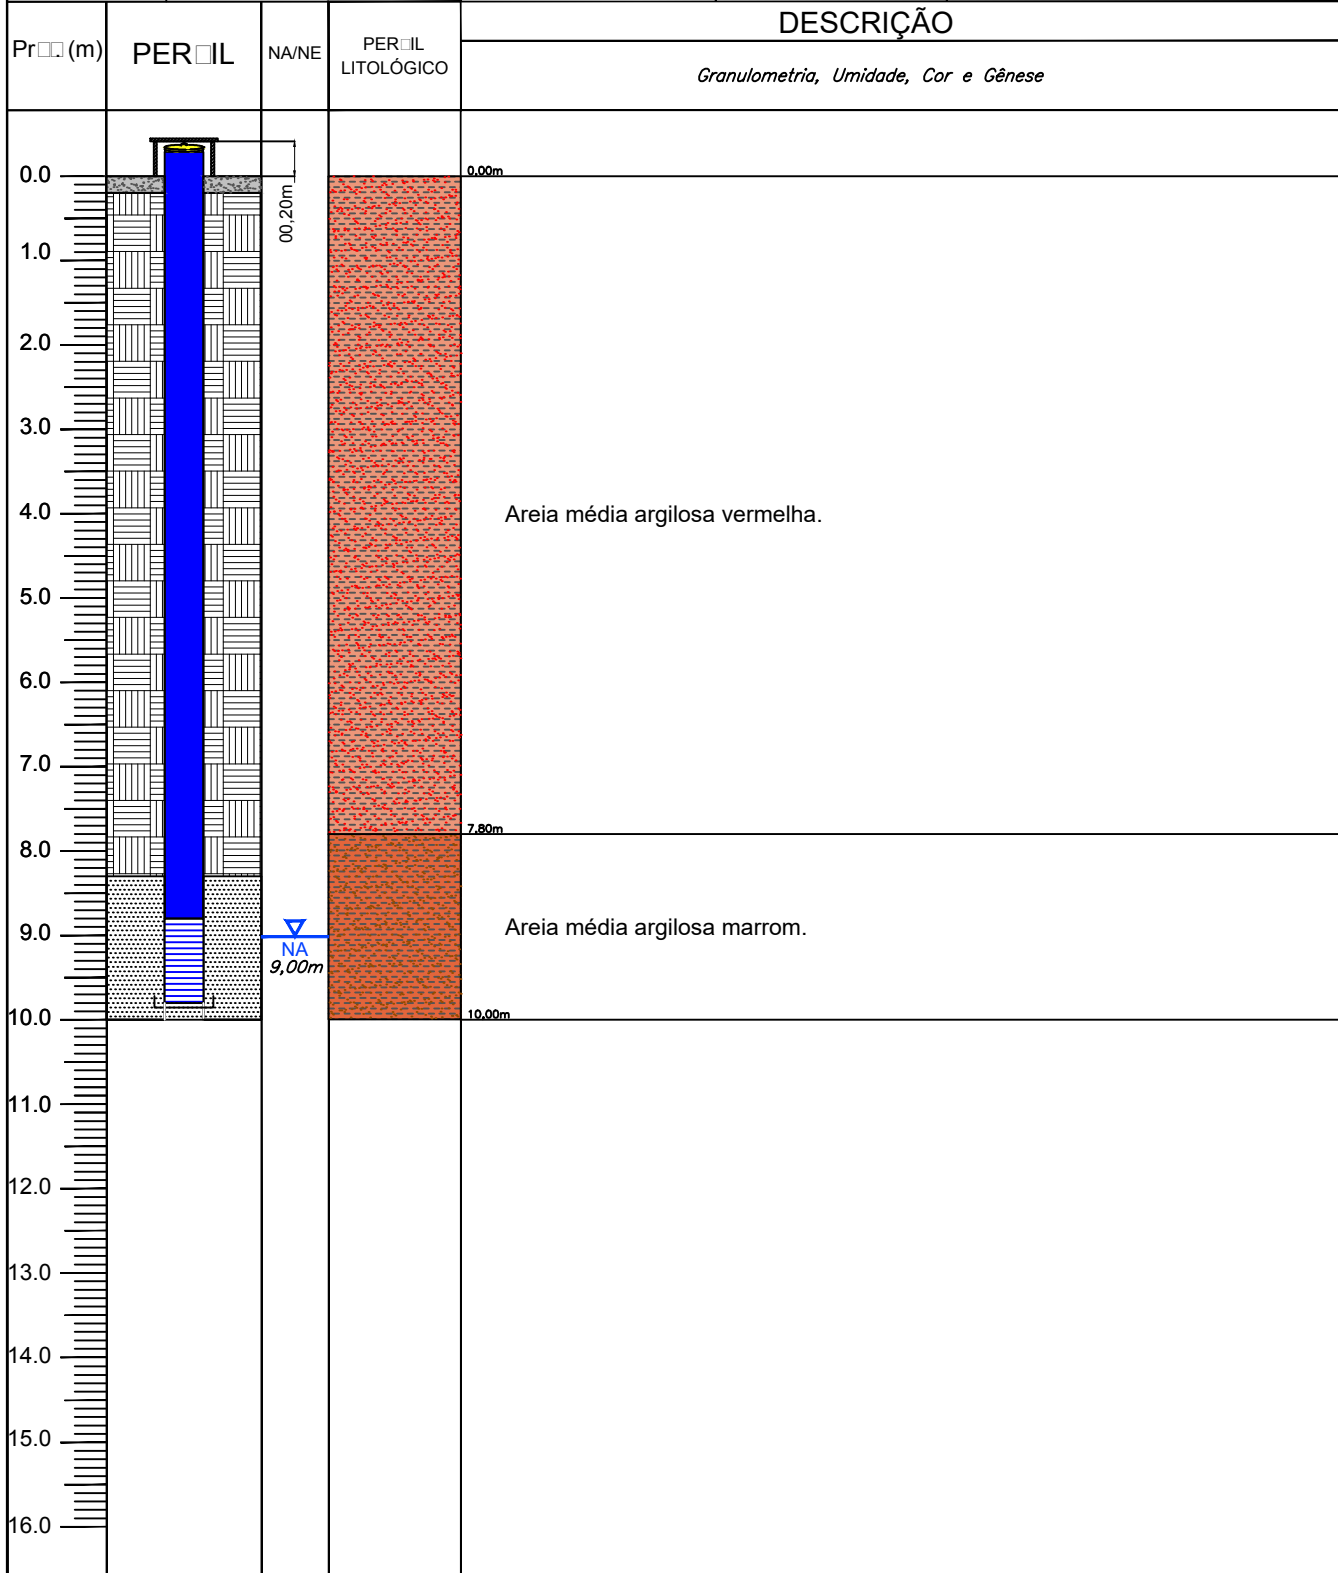 DESCRIÇÃO
Pr□□. (m)
PER□IL
NA/NE
PER□IL
LITOLÓGICO
Granulometria, Umidade, Cor e Gênese
0.0
0.00m
00,20m
1.0
2.0
3.0
4.0
Areia média argilosa vermelha.
5.0
6.0
7.0
7.80m
8.0
9.0
NA
9,00m
Areia média argilosa marrom.
10.0
10.00m
11.0
12.0
13.0
14.0
15.0
16.0